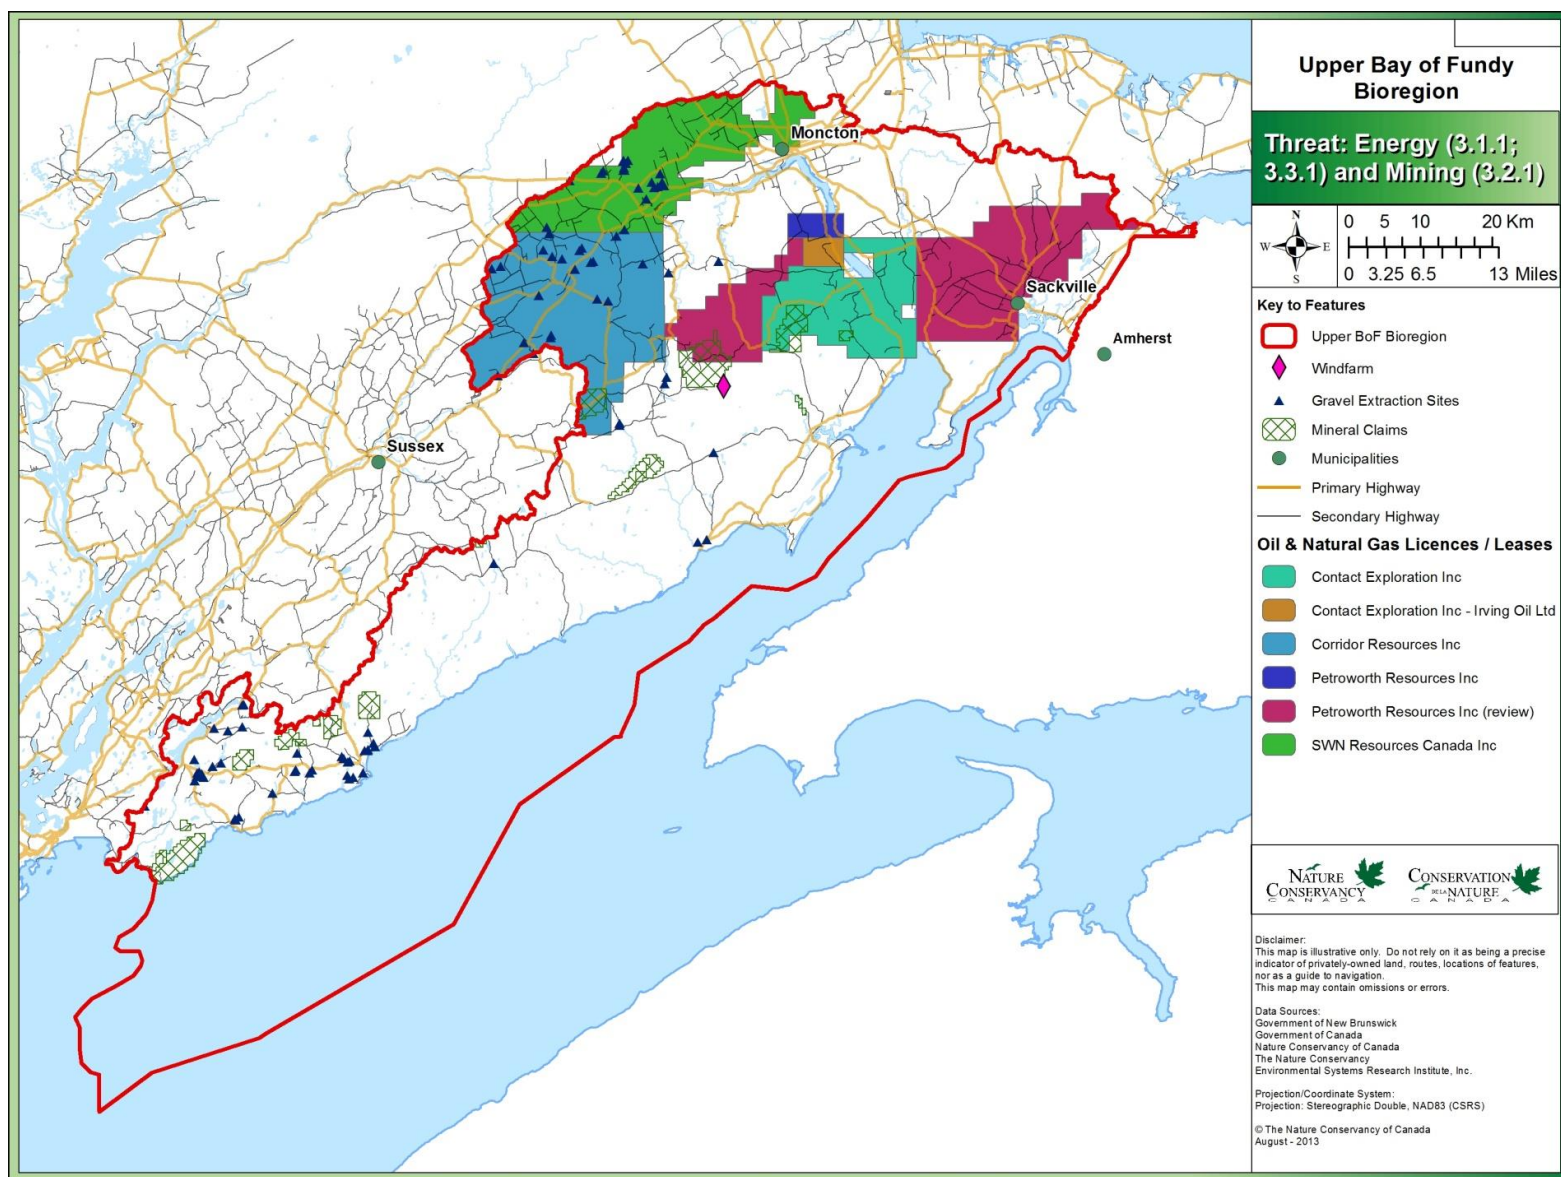 Moncton
Sackville
Amherst
Sussex
Upper Bay of Fundy
Bioregion
Threat: Energy (3.1.1;
3.3.1) and Mining (3.2.1)
N
W E
S
0 5 10 20 Km
0 3.25 6.5 13 Miles
Key to Features
Upper BoF Bioregion
Windfarm
Gravel Extraction Sites
Mineral Claims
Municipalities
Primary Highway
Secondary Highway
Oil & Natural Gas Licences / Leases
Contact Exploration Inc
Contact Exploration Inc - Irving Oil Ltd
Corridor Resources Inc
Petroworth Resources Inc
Petroworth Resources Inc (review)
SWN Resources Canada Inc
NATURE
CONSERVANCY
CANADA
CONSERVATION
DE LA NATURE
CANADA
Disclaimer:
This map is illustrative only. Do not rely on it as being a precise
indicator of privately-owned land, routes, locations of features,
nor as a guide to navigation.
This map may contain omissions or errors.
Data Sources:
Government of New Brunswick
Government of Canada
Nature Conservancy of Canada
The Nature Conservancy
Environmental Systems Research Institute, Inc.
Projection/Coordinate System:
Projection: Stereographic Double, NAD83 (CSRS)
© The Nature Conservancy of Canada
August - 2013